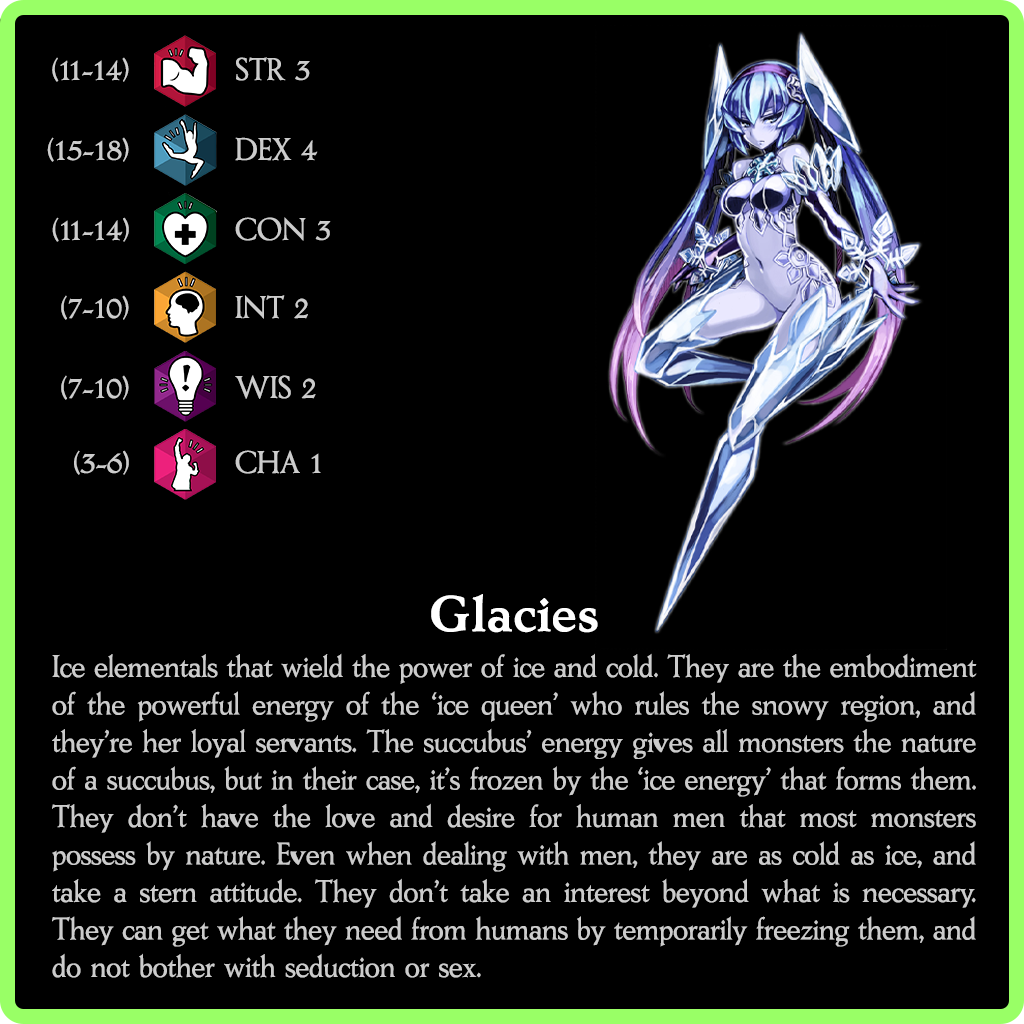 (11-14) STR 3
(15-18) DEX 4
(11-14) CON 3
(7-10) INT 2
(7-10) WIS 2
(3-6) CHA 1
Glacies
Ice elementals that wield the power of ice and cold. They are the embodiment
of the powerful energy of the ‘ice queen’ who rules the snowy region, and
they’re her loyal servants. The succubus’ energy gives all monsters the nature
of a succubus, but in their case, it’s frozen by the ‘ice energy’ that forms them.
They don’t have the love and desire for human men that most monsters
possess by nature. Even when dealing with men, they are as cold as ice, and
take a stern attitude. They don’t take an interest beyond what is necessary.
They can get what they need from humans by temporarily freezing them, and
do not bother with seduction or sex.